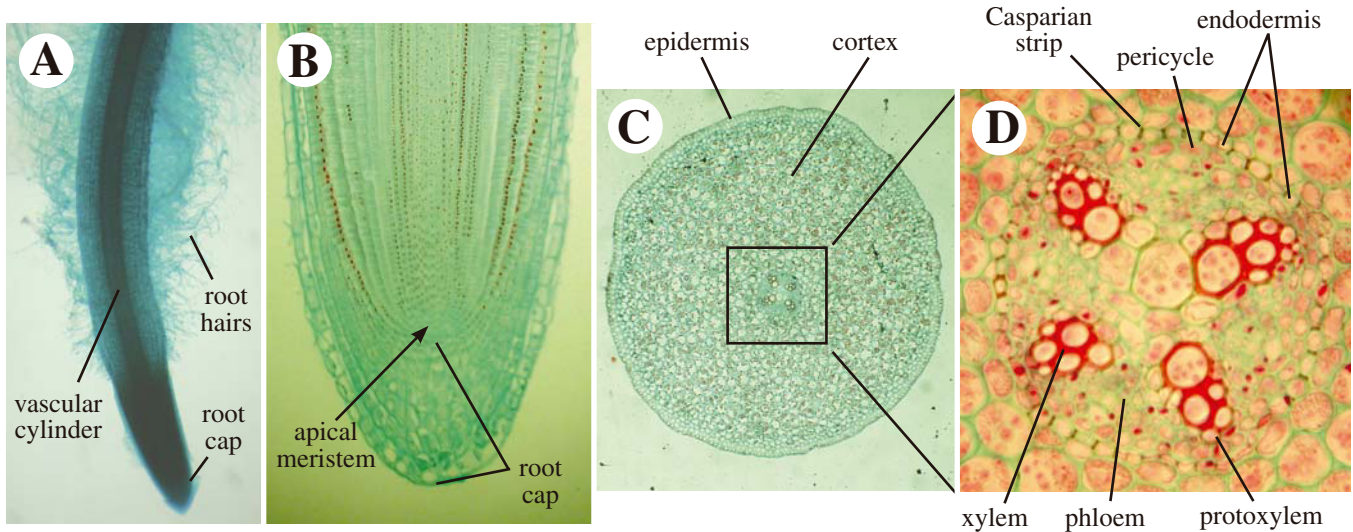 A
vascular
cylinder
root
hairs
root
cap
B
apical
meristem
root
cap
epidermis
cortex
C
Casparian
strip
pericycle
endodermis
D
xylem
phloem
protoxylem